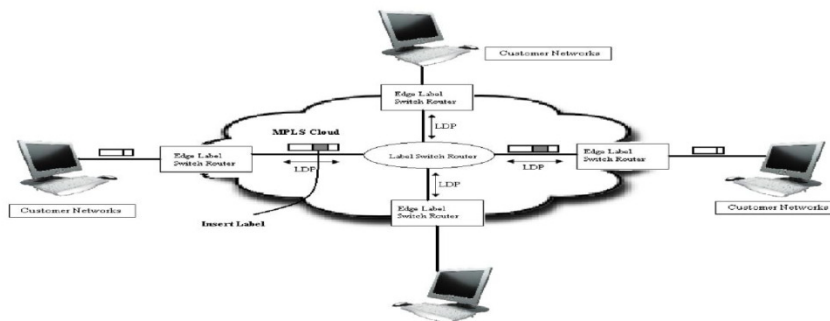 Customer Networks
Edge Label
Switch Router
LDP
MPLS Cloud
Edge Label
Switch Router
Label Switch Router
Edge Label
Switch Router
LDP
LDP
LDP
Customer Networks
Edge Label
Switch Router
Customer Networks
Insert Label